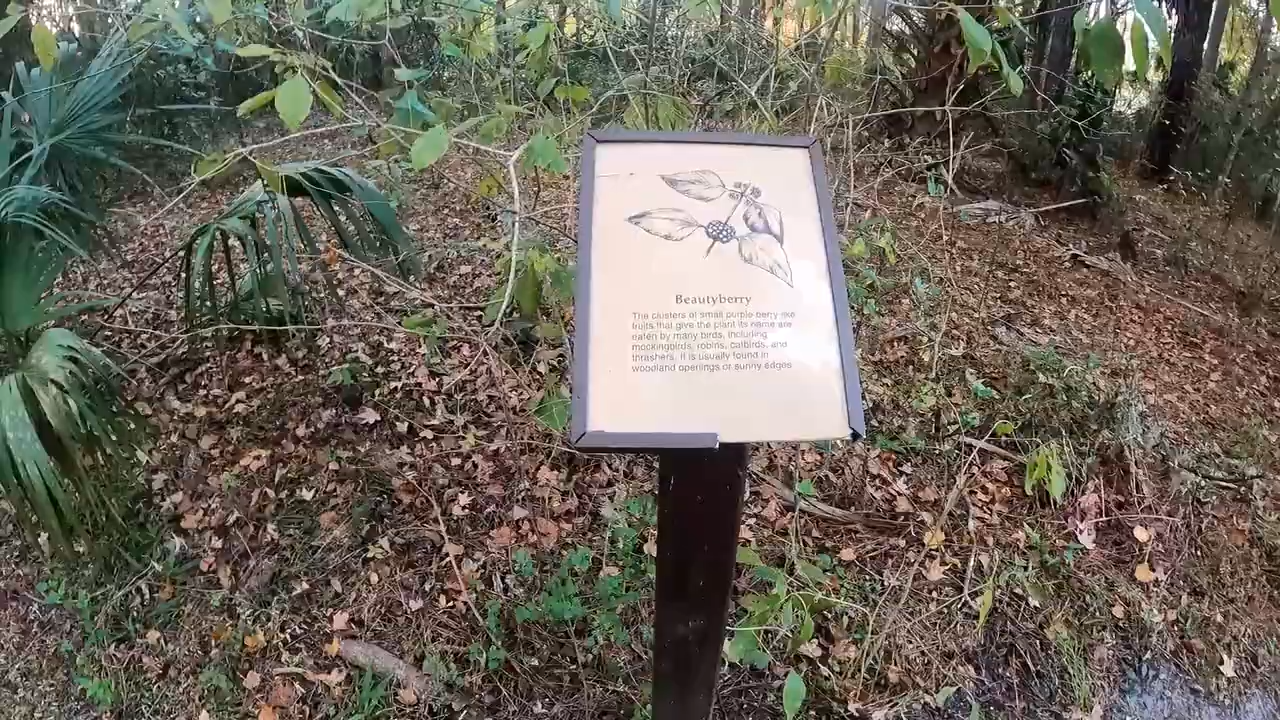 Beautyberry
The clusters of small purple berry-like
fruits that give the plant its name are
eaten by many birds, including
mockingbirds, robins, catbirds, and
thrashers. It is usually found in
woodland openings or sunny edges